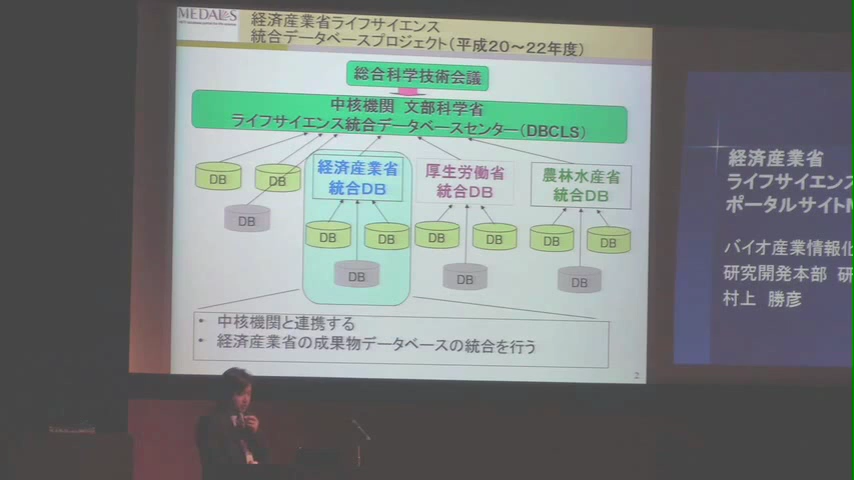 MEDALS
経済産業省ライフサイエンス
統合データベースプロジェクト(平成20～22年度)
総合科学技術会議
中核機関 文部科学省
ライフサイエンス統合データベースセンター(DBCLS)
経済産業省
統合DB
厚生労働省
統合DB
農林水産省
統合DB
DB
DB
DB
DB
DB
DB
DB
DB
DB
DB
DB
DB
・ 中核機関と連携する
・ 経済産業省の成果物データベースの統合を行う
2
経済産業省
ライフサイエンス
ポータルサイトM
バイオ産業情報化
研究開発本部 研
村上 勝彦